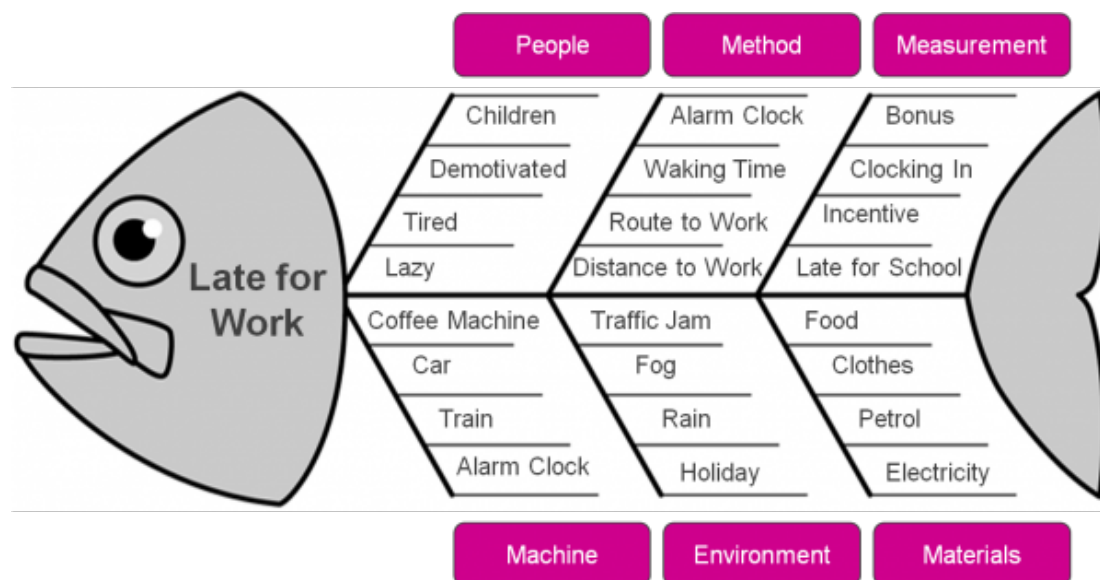 People
Method
Measurement
Children
Demotivated
Tired
Lazy
Alarm Clock
Waking Time
Route to Work
Distance to Work
Bonus
Clocking In
Incentive
Late for School
Late for
Work
Coffee Machine
Car
Train
Alarm Clock
Traffic Jam
Fog
Rain
Holiday
Food
Clothes
Petrol
Electricity
Machine
Environment
Materials